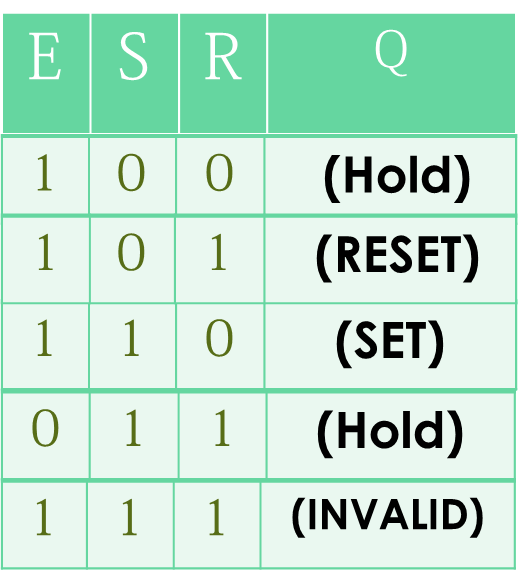 E S R Q
1 0 0 (Hold)
1 0 1 (RESET)
1 1 0 (SET)
0 1 1 (Hold)
1 1 1 (INVALID)